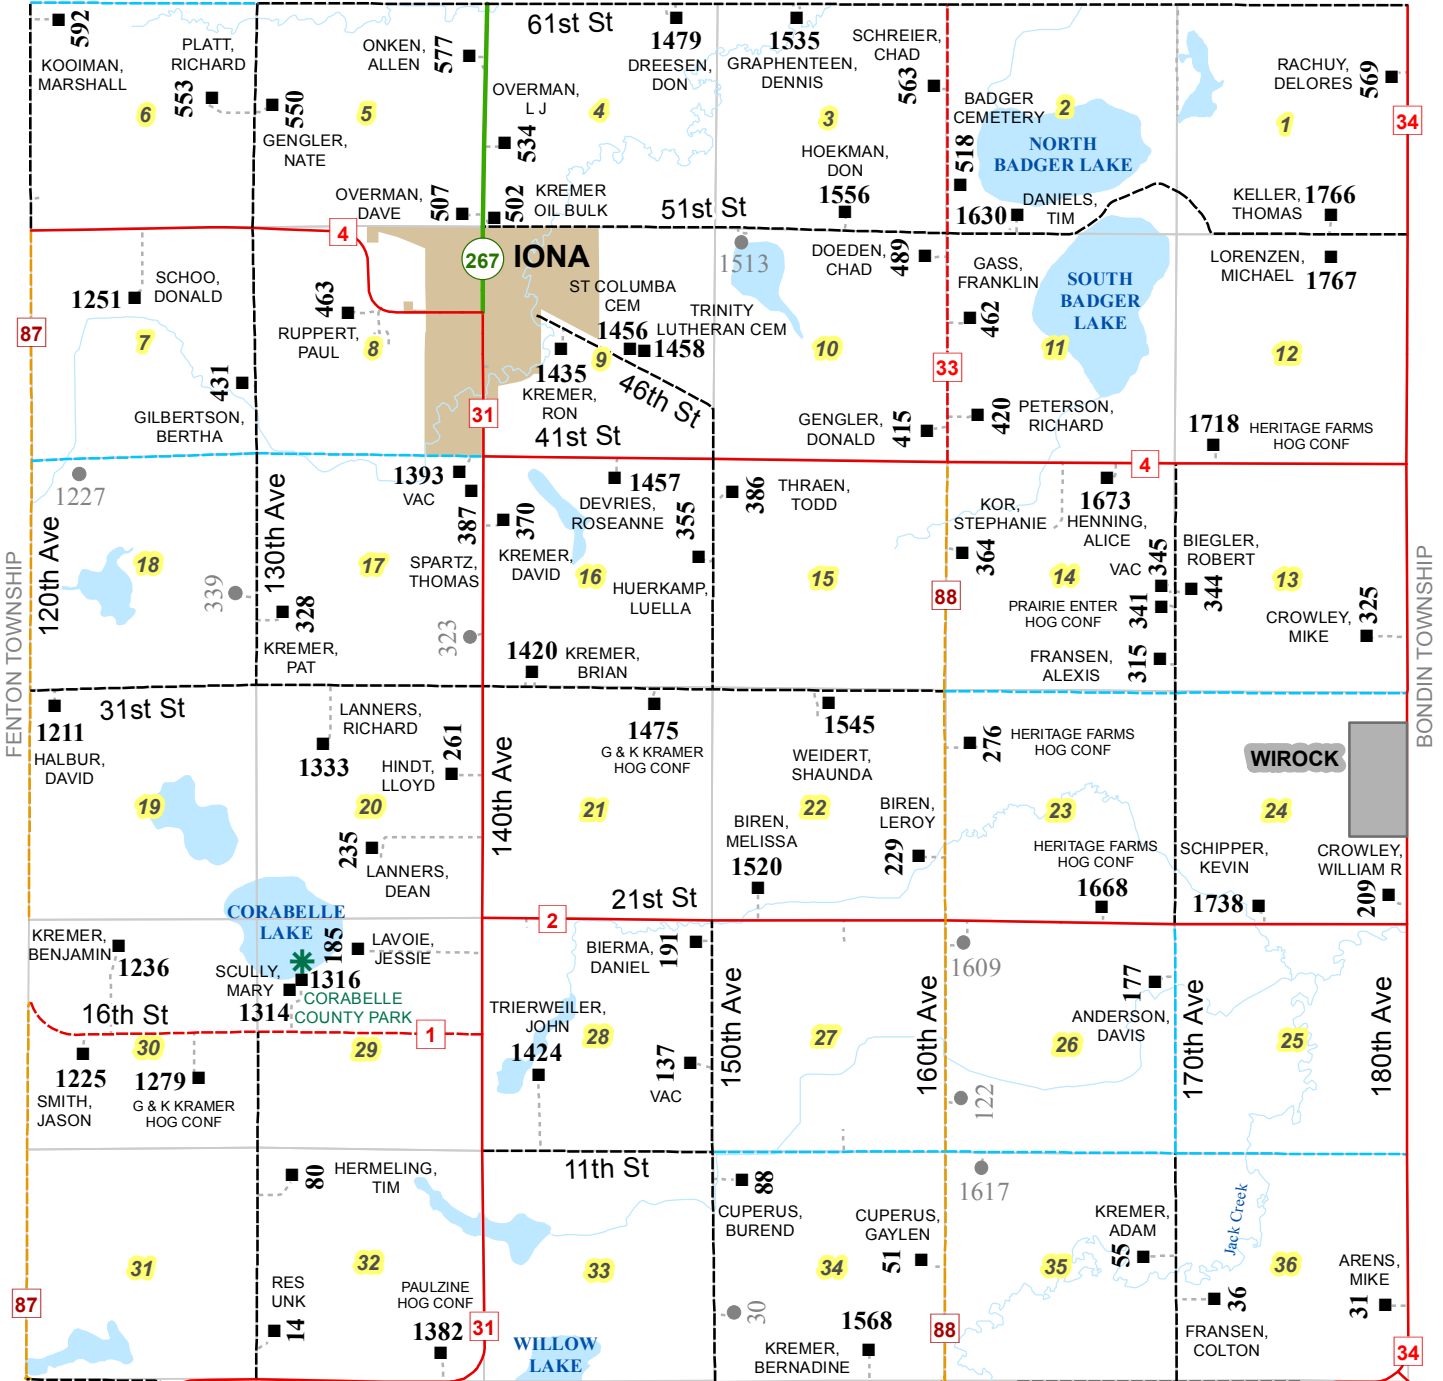 592
KOOIMAN,
MARSHALL
PLATT,
RICHARD
553
6
550
GENGLER,
NATE
5
ONKEN,
ALLEN
577
61st St
OVERMAN,
L J
534
4
1479
DREESEN,
DON
1535
GRAPHENTEEN,
DENNIS
3
SCHREIER,
CHAD
563
BADGER
CEMETERY
518
2
NORTH
BADGER LAKE
RACHUY,
DELORES
569
1
34
HOEKMAN,
DON
1556
OVERMAN,
DAVE
507
502
KREMER
OIL BULK
51st St
1630
DANIELS,
TIM
KELLER,
THOMAS
1766
4
267
IONA
1513
DOEDEN,
CHAD
489
GASS,
FRANKLIN
462
SOUTH
BADGER
LAKE
LORENZEN,
MICHAEL
1767
SCHOO,
DONALD
1251
87
7
463
RUPPERT,
PAUL
8
ST COLUMBA
CEM
1456
TRINITY
LUTHERAN CEM
1458
9
1435
KREMER,
RON
46th St
10
33
11
12
431
GILBERTSON,
BERTHA
31
41st St
GENGLER,
DONALD
415
420
PETERSON,
RICHARD
1718
HERITAGE FARMS
HOG CONF
4
1227
120th Ave
130th Ave
1393
VAC
387
SPARTZ,
THOMAS
370
KREMER,
DAVID
1457
DEVRIES,
ROSEANNE
355
HUERKAMP,
LUELLA
386
THRAEN,
TODD
KOR,
STEPHANIE
364
1673
HENNING,
ALICE
VAC
345
BIEGLER,
ROBERT
344
18
17
16
15
14
13
339
328
KREMER,
PAT
323
1420
KREMER,
BRIAN
88
PRAIRIE ENTER
HOG CONF
341
FRANSEN,
ALEXIS
315
CROWLEY,
MIKE
325
FENTON TOWNSHIP
BONDIN TOWNSHIP
1211
HALBUR,
DAVID
31st St
LANNERS,
RICHARD
1333
HINDT,
LLOYD
261
140th Ave
1475
G & K KRAMER
HOG CONF
1545
WEIDERT,
SHAUNDA
276
HERITAGE FARMS
HOG CONF
WIROCK
19
20
21
22
23
24
235
LANNERS,
DEAN
BIREN,
MELISSA
1520
BIREN,
LEROY
229
HERITAGE FARMS
HOG CONF
1668
SCHIPPER,
KEVIN
1738
CROWLEY,
WILLIAM R
209
21st St
2
CORABELLE
LAKE
KREMER,
BENJAMIN
1236
185
LAVOIE,
JESSIE
SCULLY,
MARY
1314
1316
CORABELLE
COUNTY PARK
BIERMA,
DANIEL
191
150th Ave
1609
160th Ave
177
ANDERSON,
DAVIS
170th Ave
180th Ave
16th St
1
TRIERWEILER,
JOHN
1424
30
29
28
27
26
25
1225
SMITH,
JASON
1279
G & K KRAMER
HOG CONF
137
VAC
122
11th St
80
HERMELING,
TIM
88
CUPERUS,
BUREND
1617
CUPERUS,
GAYLEN
51
KREMER,
ADAM
55
Jack Creek
31
32
33
34
35
36
87
RES
UNK
14
PAULZINE
HOG CONF
1382
31
WILLOW
LAKE
30
1568
KREMER,
BERNADINE
88
36
FRANSEN,
COLTON
ARENS,
MIKE
31
34